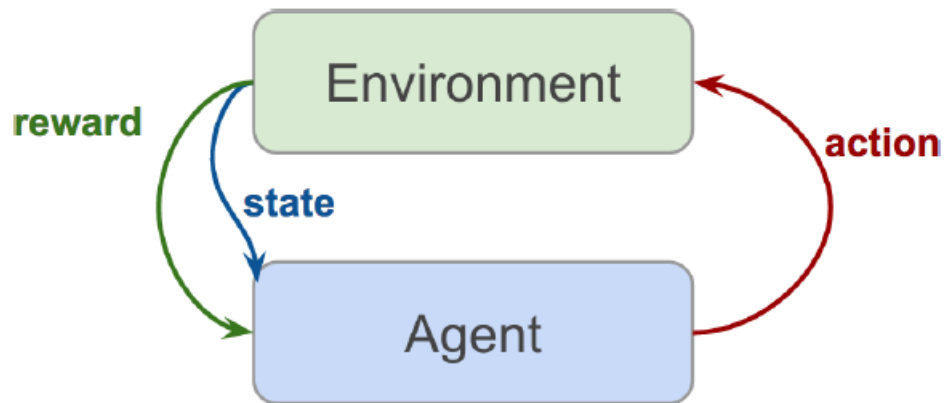 Environment
reward
action
state
Agent